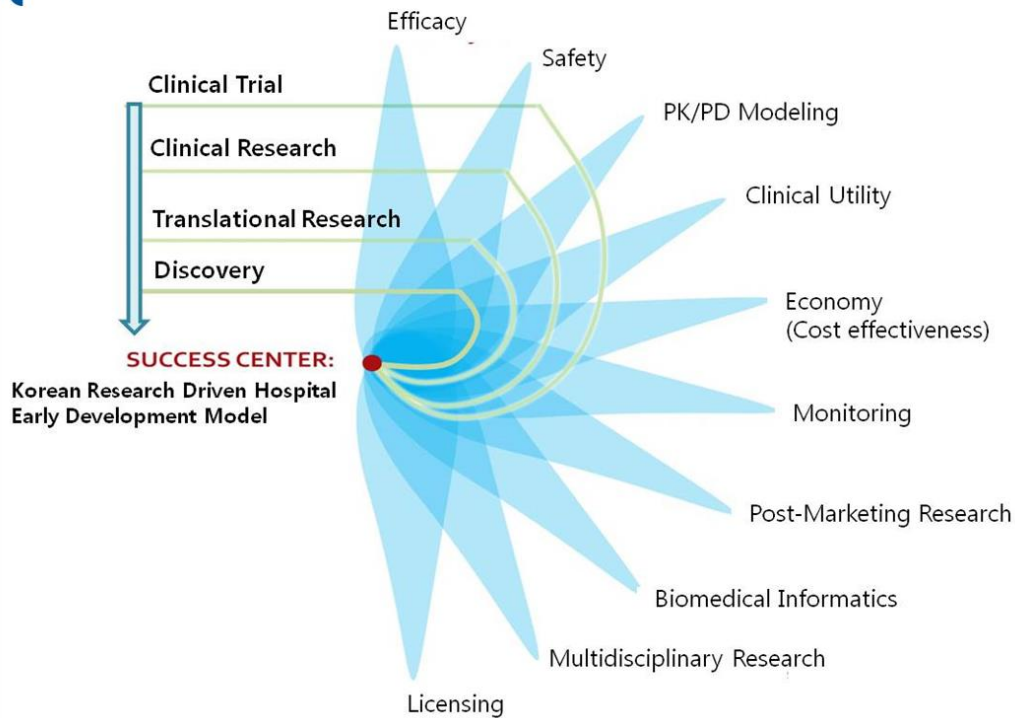 Efficacy
Safety
Clinical Trial
PK/PD Modeling
Clinical Research
Clinical Utility
Translational Research
Discovery
Economy
(Cost effectiveness)
SUCCESS CENTER:
Korean Research Driven Hospital
Early Development Model
Monitoring
Post-Marketing Research
Biomedical Informatics
Multidisciplinary Research
Licensing